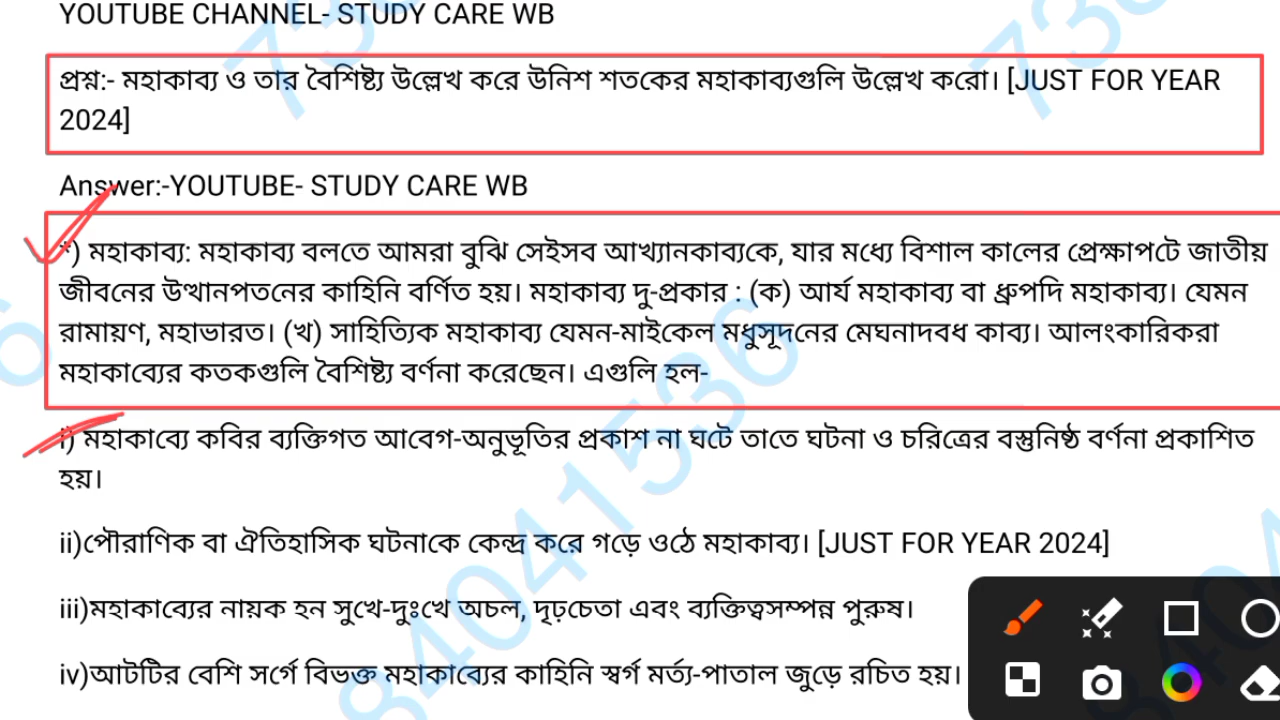 YOUTUBE CHANNEL- STUDY CARE WB
প্রশ্ন:- মহাকাব্য ও তার বৈশিষ্ট্য উল্লেখ করে উনিশ শতকের মহাকাব্যগুলি উল্লেখ করো। [JUST FOR YEAR
2024]
Answer:-YOUTUBE- STUDY CARE WB
*) মহাকাব্য: মহাকাব্য বলতে আমরা বুঝি সেইসব আখ্যানকাব্যকে, যার মধ্যে বিশাল কালের প্রেক্ষাপটে জাতীয়
জীবনের উত্থানপতনের কাহিনি বর্ণিত হয়। মহাকাব্য দু-প্রকার : (ক) আর্য মহাকাব্য বা ধ্রুপদি মহাকাব্য। যেমন
রামায়ণ, মহাভারত। (খ) সাহিত্যিক মহাকাব্য যেমন-মাইকেল মধুসূদনের মেঘনাদবধ কাব্য। আলংকারিকরা
মহাকাব্যের কতকগুলি বৈশিষ্ট্য বর্ণনা করেছেন। এগুলি হল-
i) মহাকাব্যে কবির ব্যক্তিগত আবেগ-অনুভূতির প্রকাশ না ঘটে তাতে ঘটনা ও চরিত্রের বস্তুনিষ্ঠ বর্ণনা প্রকাশিত
হয়।
ii)পৌরাণিক বা ঐতিহাসিক ঘটনাকে কেন্দ্র করে গড়ে ওঠে মহাকাব্য। [JUST FOR YEAR 2024]
iii)মহাকাব্যের নায়ক হন সুখে-দুঃখে অচল, দৃঢ়চেতা এবং ব্যক্তিত্বসম্পন্ন পুরুষ।
iv)আটটির বেশি সর্গে বিভক্ত মহাকাব্যের কাহিনি স্বর্গ মর্ত্য-পাতাল জুড়ে রচিত হয়।